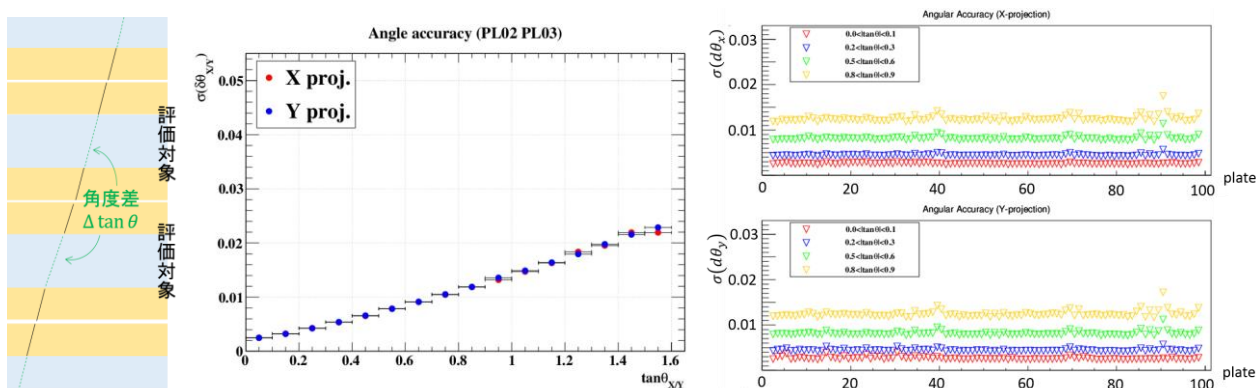 評価対象
角度差
Δ tan θ
評価対象
Angle accuracy (PL02 PL03)
σ(δθX/Y)
X proj.
Y proj.
0.05
0.04
0.03
0.02
0.01
0
0 0.2 0.4 0.6 0.8 1 1.2 1.4 1.6
tanθX/Y
Angular Accuracy (X-projection)
σ(dθx)
0.03
0.02
0.01
0.0<|tanθ|<0.1
0.2<|tanθ|<0.3
0.5<|tanθ|<0.6
0.8<|tanθ|<0.9
0 20 40 60 80 100
plate
Angular Accuracy (Y-projection)
σ(dθy)
0.03
0.02
0.01
0.0<|tanθ|<0.1
0.2<|tanθ|<0.3
0.5<|tanθ|<0.6
0.8<|tanθ|<0.9
0 20 40 60 80 100
plate